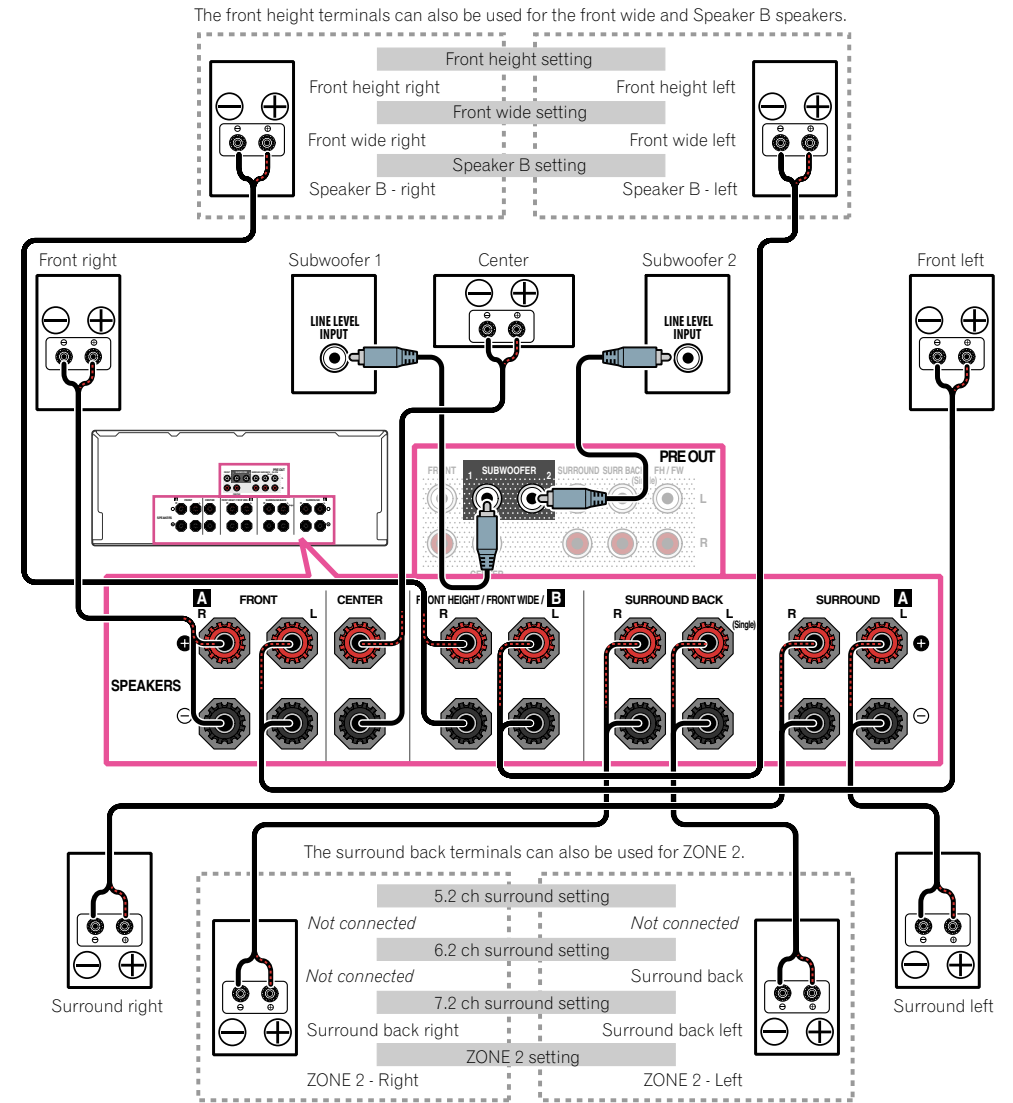 The front height terminals can also be used for the front wide and Speaker B speakers.
Front height setting
Front height right
Front height left
Front wide setting
Front wide right
Front wide left
Speaker B setting
Speaker B - right
Speaker B - left
Front right
Subwoofer 1
Center
Subwoofer 2
Front left
LINE LEVEL
INPUT
LINE LEVEL
INPUT
PRE OUT
FRONT
SUBWOOFER
SURROUND
SURR BACK
(Single)
FH / FW
1
2
L
R
CENTER
A
FRONT
CENTER
FRONT HEIGHT / FRONT WIDE / B
SURROUND BACK
SURROUND
A
R
L
R
L
R
L
(Single)
R
L
SPEAKERS
The surround back terminals can also be used for ZONE 2.
5.2 ch surround setting
Not connected
Not connected
6.2 ch surround setting
Not connected
Surround back
7.2 ch surround setting
Surround back right
Surround back left
ZONE 2 setting
ZONE 2 - Right
ZONE 2 - Left
Surround right
Surround left